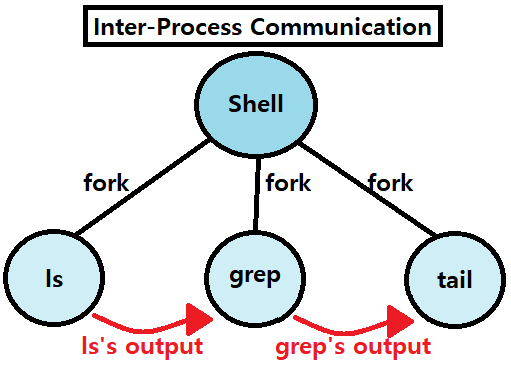 Inter-Process Communication
Shell
fork
fork
fork
ls
grep
tail
ls's output
grep's output